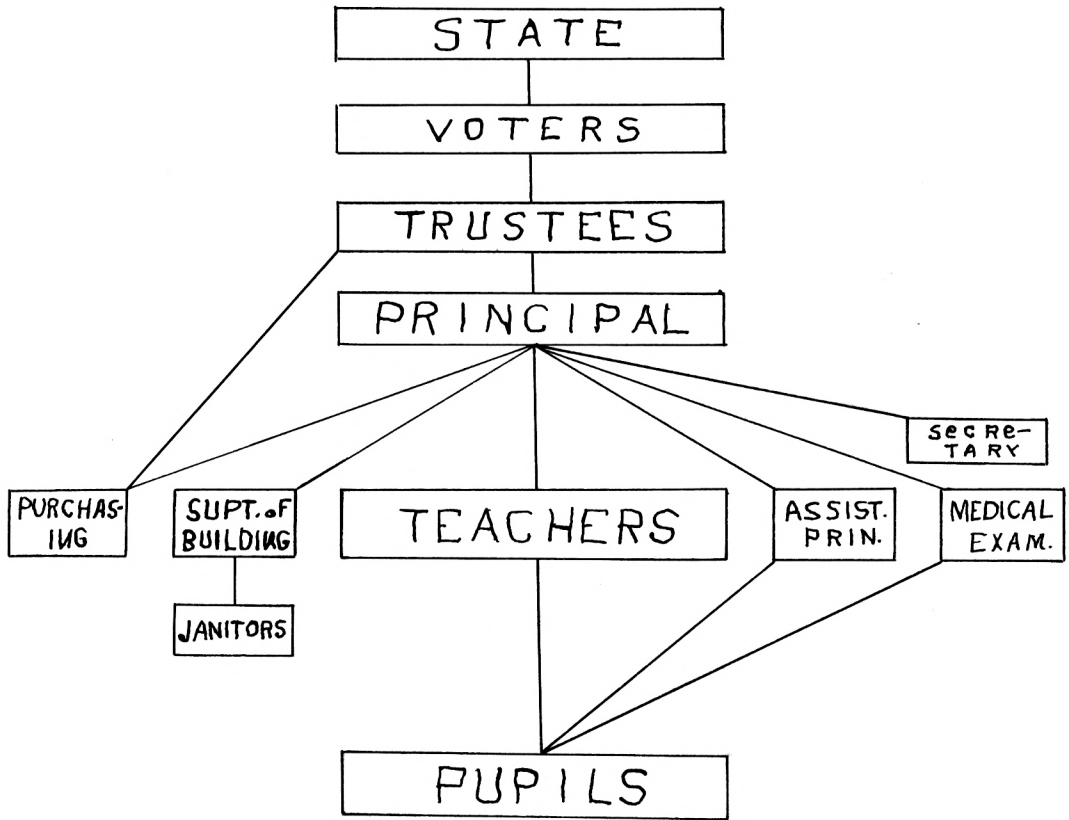 STATE
VOTERS
TRUSTEES
PRINCIPAL
SeCRe-
TARY
PURCHAS-
ING
SUPT. oF
BUILDING
TEACHERS
ASSIST.
PRIN.
MEDICAL
EXAM.
JANITORS
PUPILS